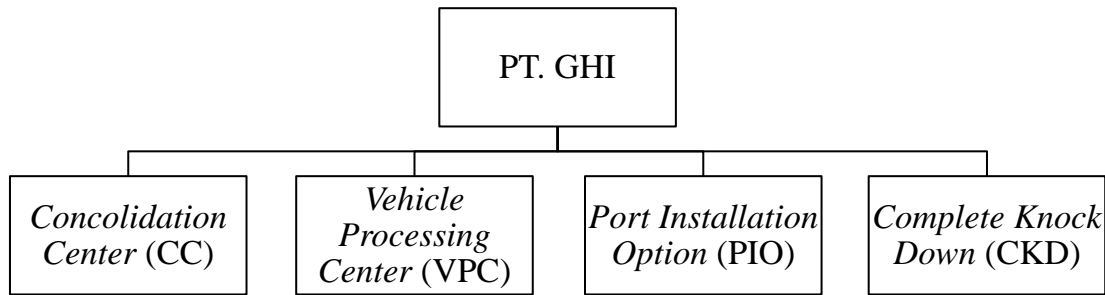 PT. GHI
Concolidation
Center (CC)
Vehicle
Processing
Center (VPC)
Port Installation
Option (PIO)
Complete Knock
Down (CKD)